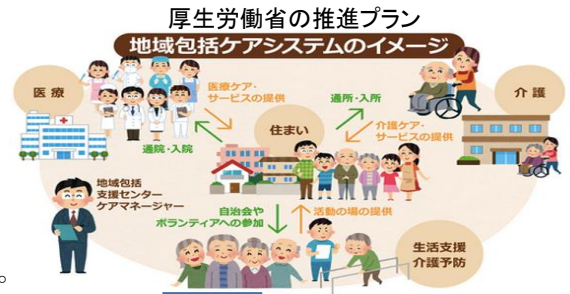 厚生労働省の推進プラン
地域包括ケアシステムのイメージ
医療
医療ケア・
サービスの提供
通院・入院
住まい
通所・入所
介護ケア・
サービスの提供
介護
地域包括
支援センター
ケアマネージャー
自治会や
ボランティアへの参加
活動の場の提供
生活支援
介護予防
。